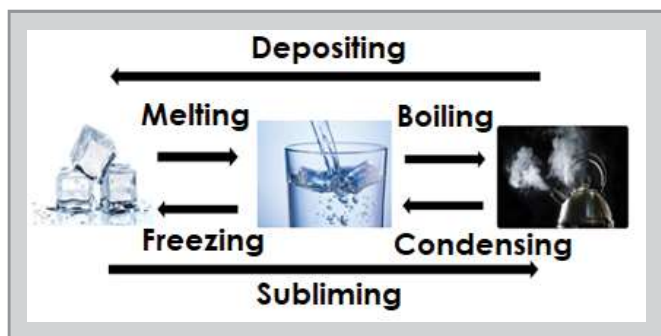 Depositing
Melting
Boiling
Freezing
Condensing
Subliming